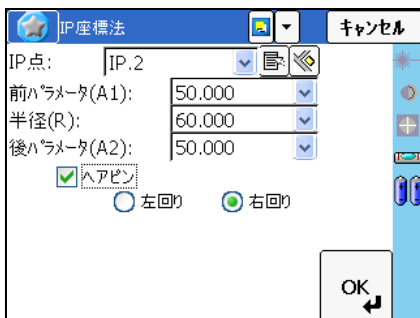 IP座標法
キャンセル
IP点: IP.2
前ﾊﾟﾗﾒｰﾀ(A1): 50.000
半径(R): 60.000
後ﾊﾟﾗﾒｰﾀ(A2): 50.000
ヘアピン
左回り 右回り
OK